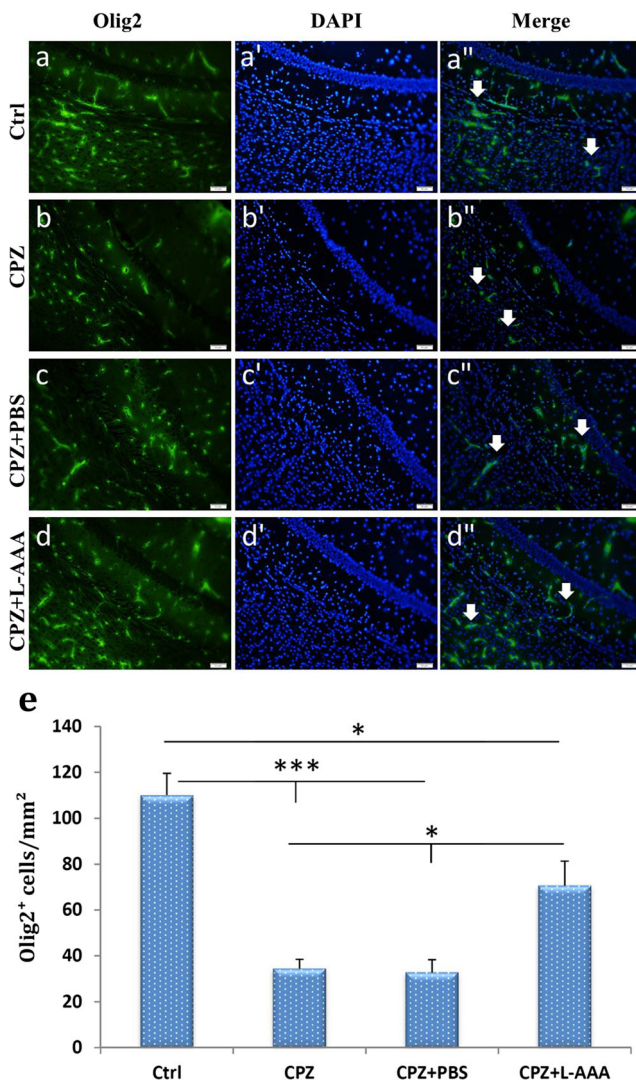 Olig2 DAPI Merge
Ctrl a a' a"
CPZ b b' b"
CPZ+PBS c c' c"
CPZ+L-AAA d d' d"
e
Olig2⁺ cells/mm²
140
120
100
80
60
40
20
0
*
***
*
Ctrl CPZ CPZ+PBS CPZ+L-AAA